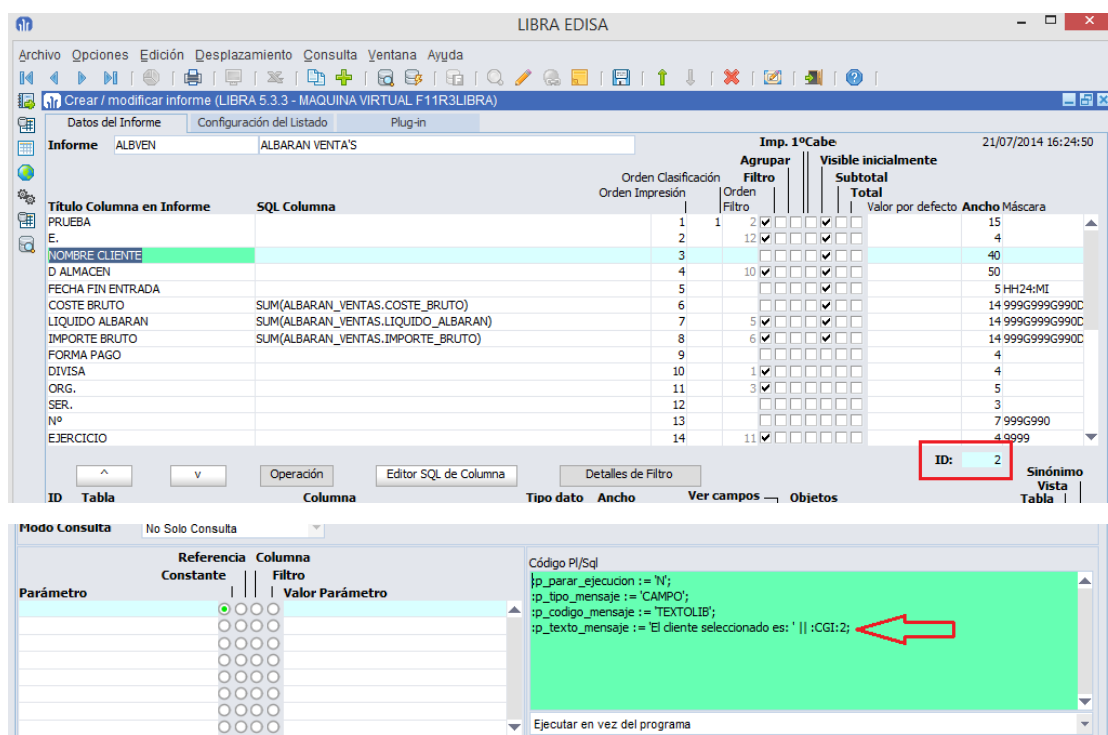 LIBRA EDISA
Archivo Opciones Edición Desplazamiento Consulta Ventana Ayuda
Crear / modificar informe (LIBRA 5.3.3 - MAQUINA VIRTUAL F11R3LIBRA)
Datos del Informe Configuración del Listado Plug-in
Informe ALBVEN ALBARAN VENTA'S Imp. 1ºCabe 21/07/2014 16:24:50
Agrupar Visible inicialmente
Orden Clasificación Filtro Subtotal
Orden Impresión Orden Total
Título Columna en Informe SQL Columna Filtro Valor por defecto Ancho Máscara
PRUEBA 1 1 2 15
E. 2 12 4
NOMBRE CLIENTE 3 40
D ALMACEN 4 10 50
FECHA FIN ENTRADA 5 5 HH24:MI
COSTE BRUTO SUM(ALBARAN_VENTAS.COSTE_BRUTO) 6 14 999G999G990D
LIQUIDO ALBARAN SUM(ALBARAN_VENTAS.LIQUIDO_ALBARAN) 7 5 14 999G999G990D
IMPORTE BRUTO SUM(ALBARAN_VENTAS.IMPORTE_BRUTO) 8 6 14 999G999G990D
FORMA PAGO 9 4
DIVISA 10 1 4
ORG. 11 3 5
SER. 12 3
Nº 13 7 999G990
EJERCICIO 14 11 4 9999
ID: 2
^ v Operación Editor SQL de Columna Detalles de Filtro Sinónimo
Vista
ID Tabla Columna Tipo dato Ancho Ver campos Objetos Tabla
Modo Consulta No Solo Consulta
Referencia Columna
Constante Filtro
Parámetro Valor Parámetro
Código Pl/Sql
:p_parar_ejecucion := 'N';
:p_tipo_mensaje := 'CAMPO';
:p_codigo_mensaje := 'TEXTOLIB';
:p_texto_mensaje := 'El cliente seleccionado es: ' || :CGI:2;
Ejecutar en vez del programa